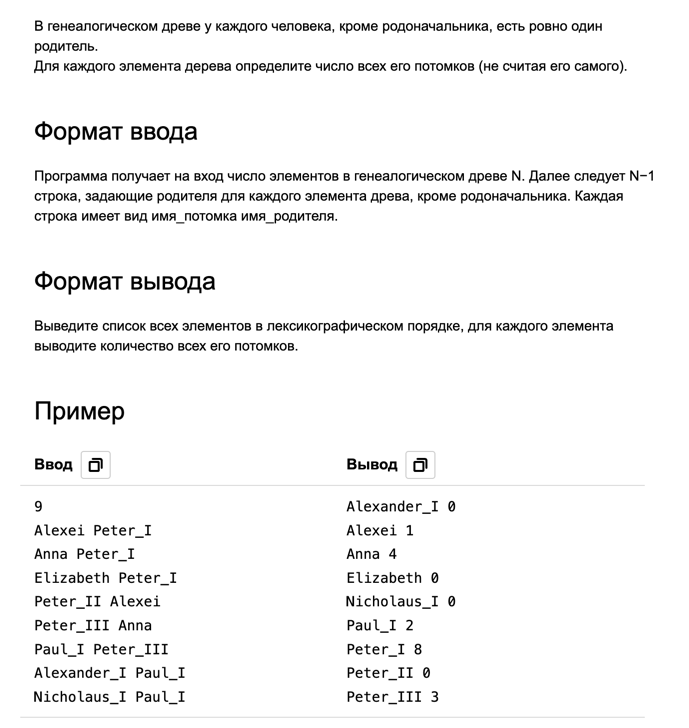 В генеалогическом древе у каждого человека, кроме родоначальника, есть ровно один
родитель.
Для каждого элемента дерева определите число всех его потомков (не считая его самого).
Формат ввода
Программа получает на вход число элементов в генеалогическом древе N. Далее следует N−1
строка, задающие родителя для каждого элемента древа, кроме родоначальника. Каждая
строка имеет вид имя_потомка имя_родителя.
Формат вывода
Выведите список всех элементов в лексикографическом порядке, для каждого элемента
выводите количество всех его потомков.
Пример
Ввод
9
Alexei Peter_I
Anna Peter_I
Elizabeth Peter_I
Peter_II Alexei
Peter_III Anna
Paul_I Peter_III
Alexander_I Paul_I
Nicholaus_I Paul_I
Вывод
Alexander_I 0
Alexei 1
Anna 4
Elizabeth 0
Nicholaus_I 0
Paul_I 2
Peter_I 8
Peter_II 0
Peter_III 3